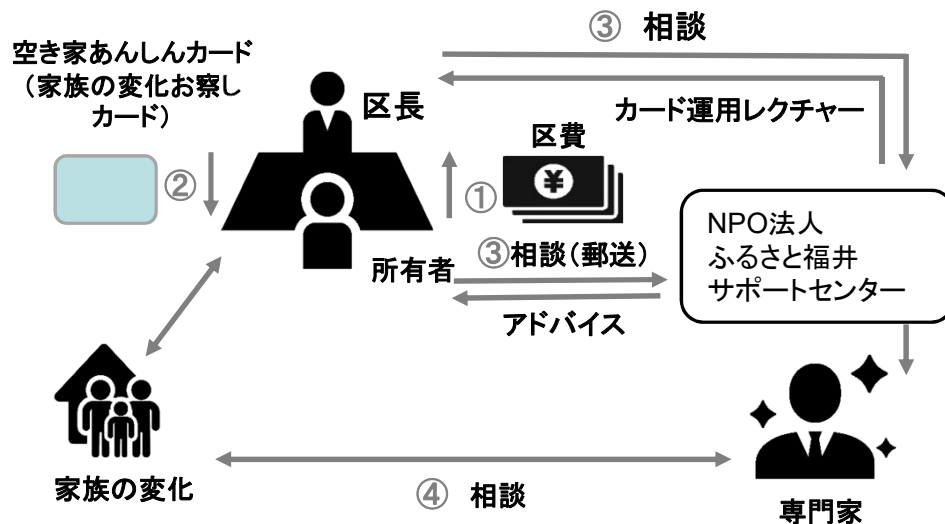 ③ 相談
空き家あんしんカード
(家族の変化お察し
カード)
区長
カード運用レクチャー
区費
¥
②
①
NPO法人
ふるさと福井
サポートセンター
③相談(郵送)
所有者
アドバイス
家族の変化
④ 相談
専門家